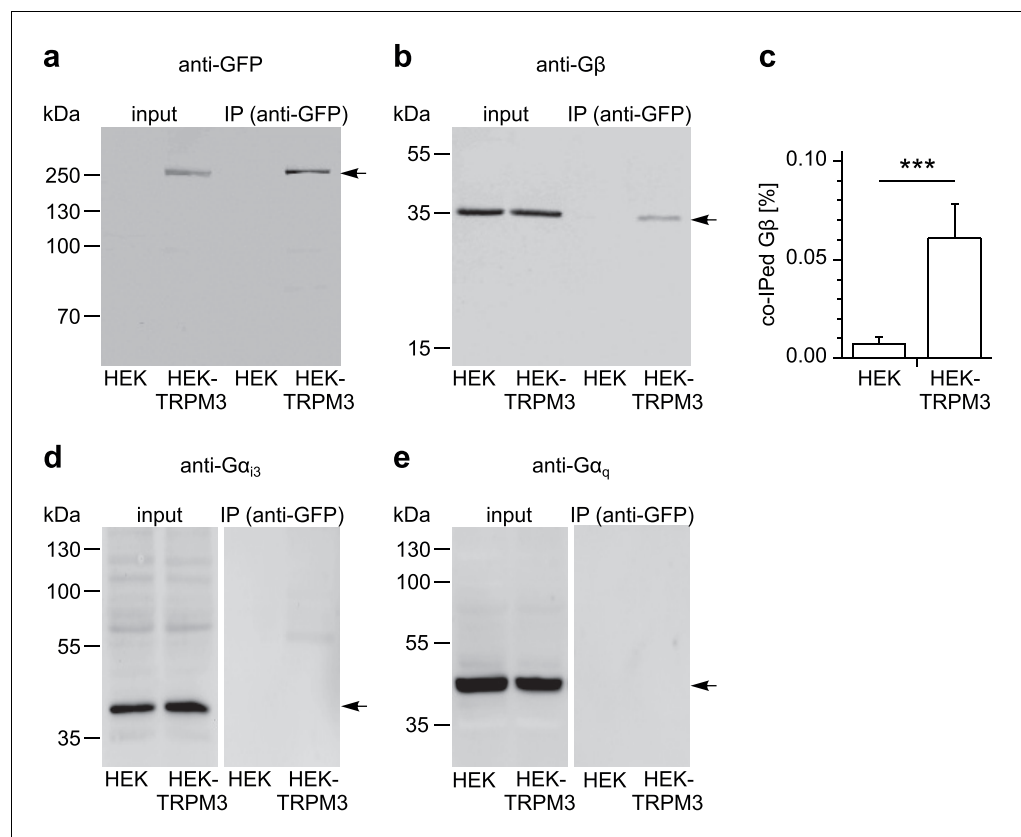 a
anti-GFP
kDa
input
IP (anti-GFP)
250
130
100
70
HEK
HEK-
TRPM3
HEK
HEK-
TRPM3
b
anti-Gβ
kDa
input
IP (anti-GFP)
55
35
15
HEK
HEK-
TRPM3
HEK
HEK-
TRPM3
c
co-IPed Gβ [%]
0.10
0.05
0.00
***
HEK
HEK-
TRPM3
d
anti-Gαi3
kDa
input
IP (anti-GFP)
130
100
55
35
HEK
HEK-
TRPM3
HEK
HEK-
TRPM3
e
anti-Gαq
kDa
input
IP (anti-GFP)
130
100
55
35
HEK
HEK-
TRPM3
HEK
HEK-
TRPM3